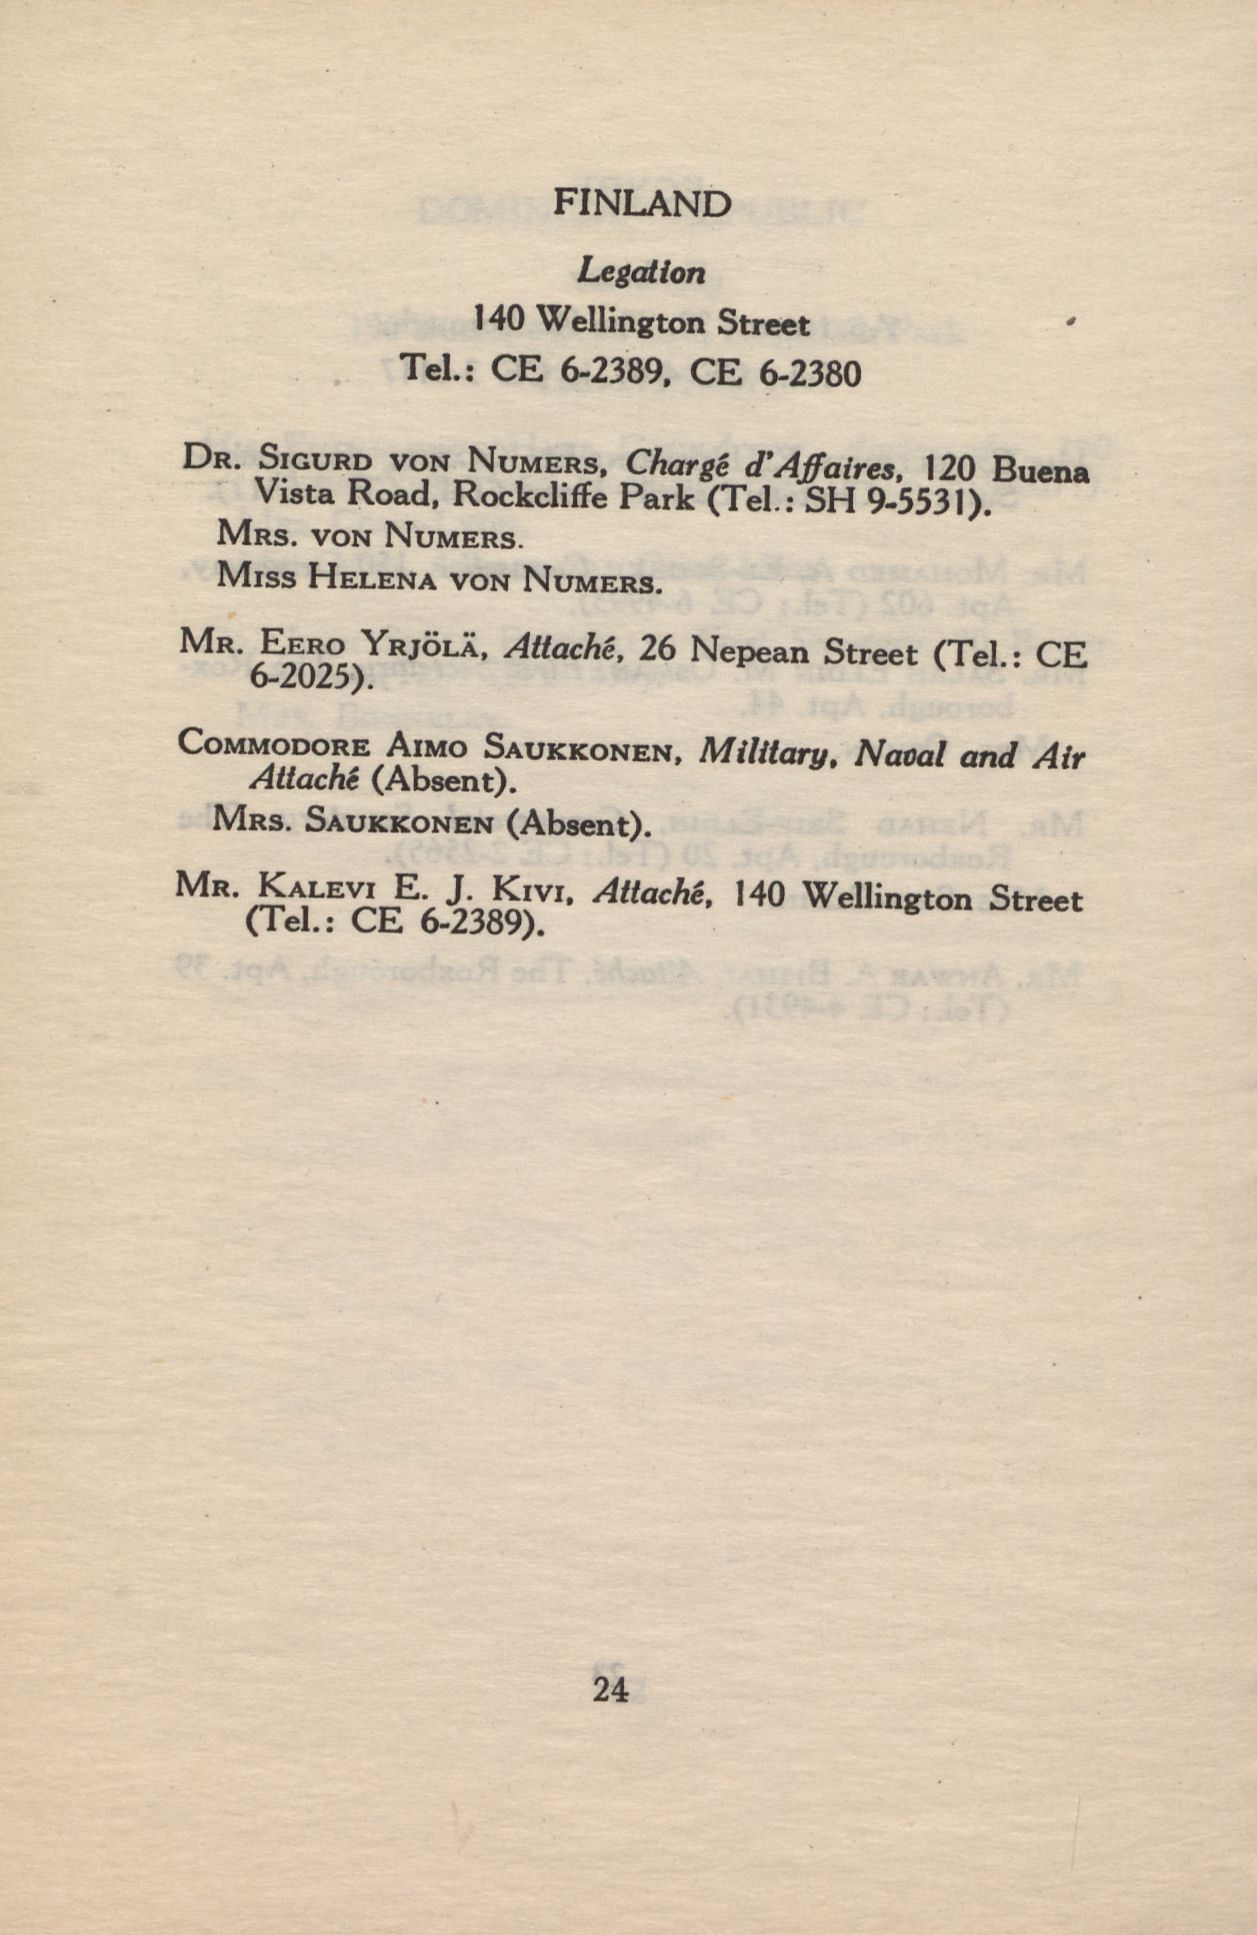 FINLAND
Legation
140 Wellington Street
Tel.: CE 6-2389, CE 6-2380
Dr. Sigurd von Numers, Chargé d'Affaires, 120 Buena
Vista Road, Rockcliffe Park (Tel.: SH 9-5531).
Mrs. von Numers.
Miss Helena von Numers.
Mr. Eero Yrjölä, Attaché, 26 Nepean Street (Tel.: CE
6-2025).
Commodore Aimo Saukkonen, Military, Naval and Air
Attaché (Absent).
Mrs. Saukkonen (Absent).
Mr. Kalevi E. J. Kivi, Attaché, 140 Wellington Street
(Tel.: CE 6-2389).
24